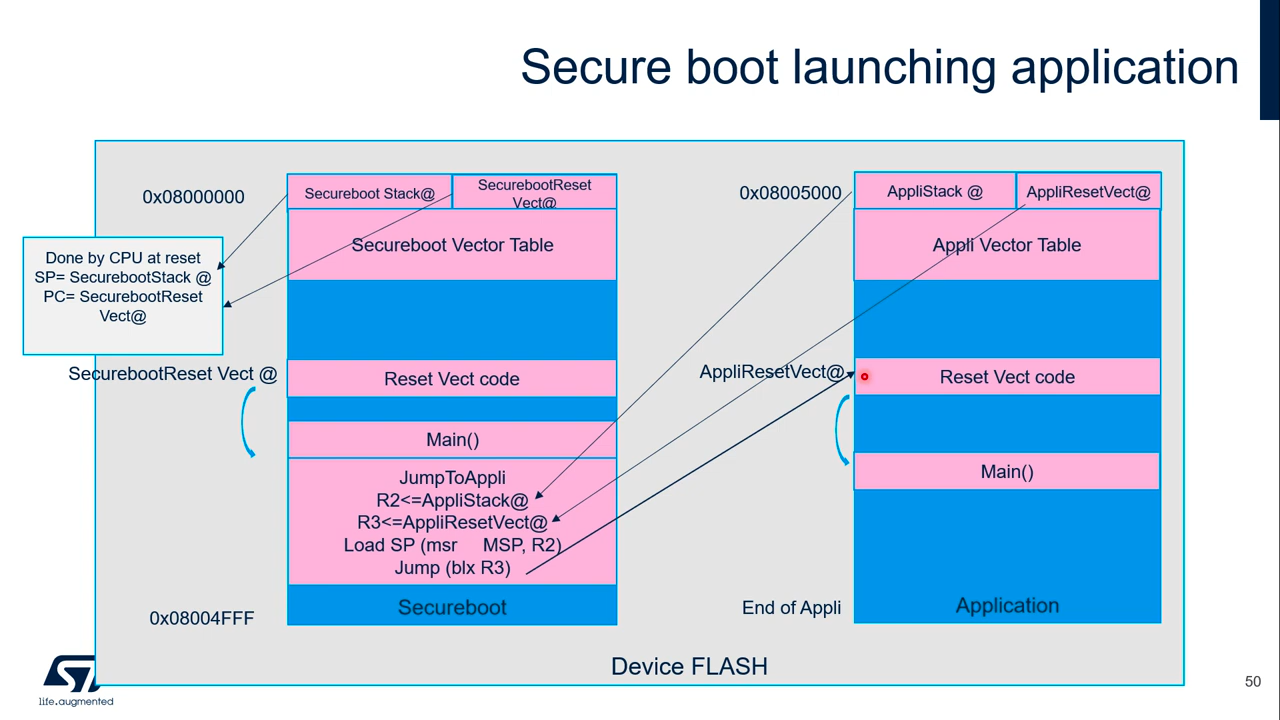 Secure boot launching application
0x08000000
Secureboot Stack@
SecurebootReset
Vect@
Secureboot Vector Table
Done by CPU at reset
SP= SecurebootStack @
PC= SecurebootReset
Vect@
SecurebootReset Vect @
Reset Vect code
Main()
JumpToAppli
R2<=AppliStack@
R3<=AppliResetVect@
Load SP (msr MSP, R2)
Jump (blx R3)
Secureboot
0x08004FFF
0x08005000
AppliStack @
AppliResetVect@
Appli Vector Table
AppliResetVect@
Reset Vect code
Main()
Application
End of Appli
Device FLASH
ST
life.augmented
50